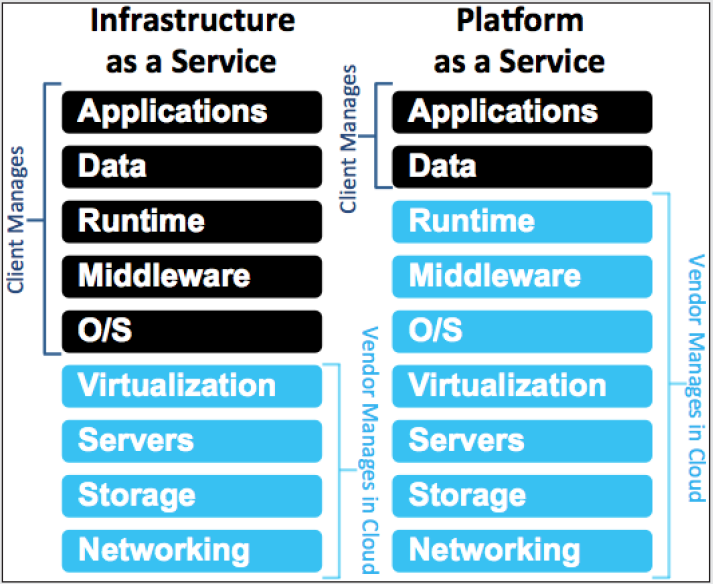 Infrastructure
as a Service
Client Manages
Applications
Data
Runtime
Middleware
O/S
Virtualization
Servers
Storage
Networking
Vendor Manages in Cloud
Platform
as a Service
Client Manages
Applications
Data
Runtime
Middleware
O/S
Virtualization
Servers
Storage
Networking
Vendor Manages in Cloud